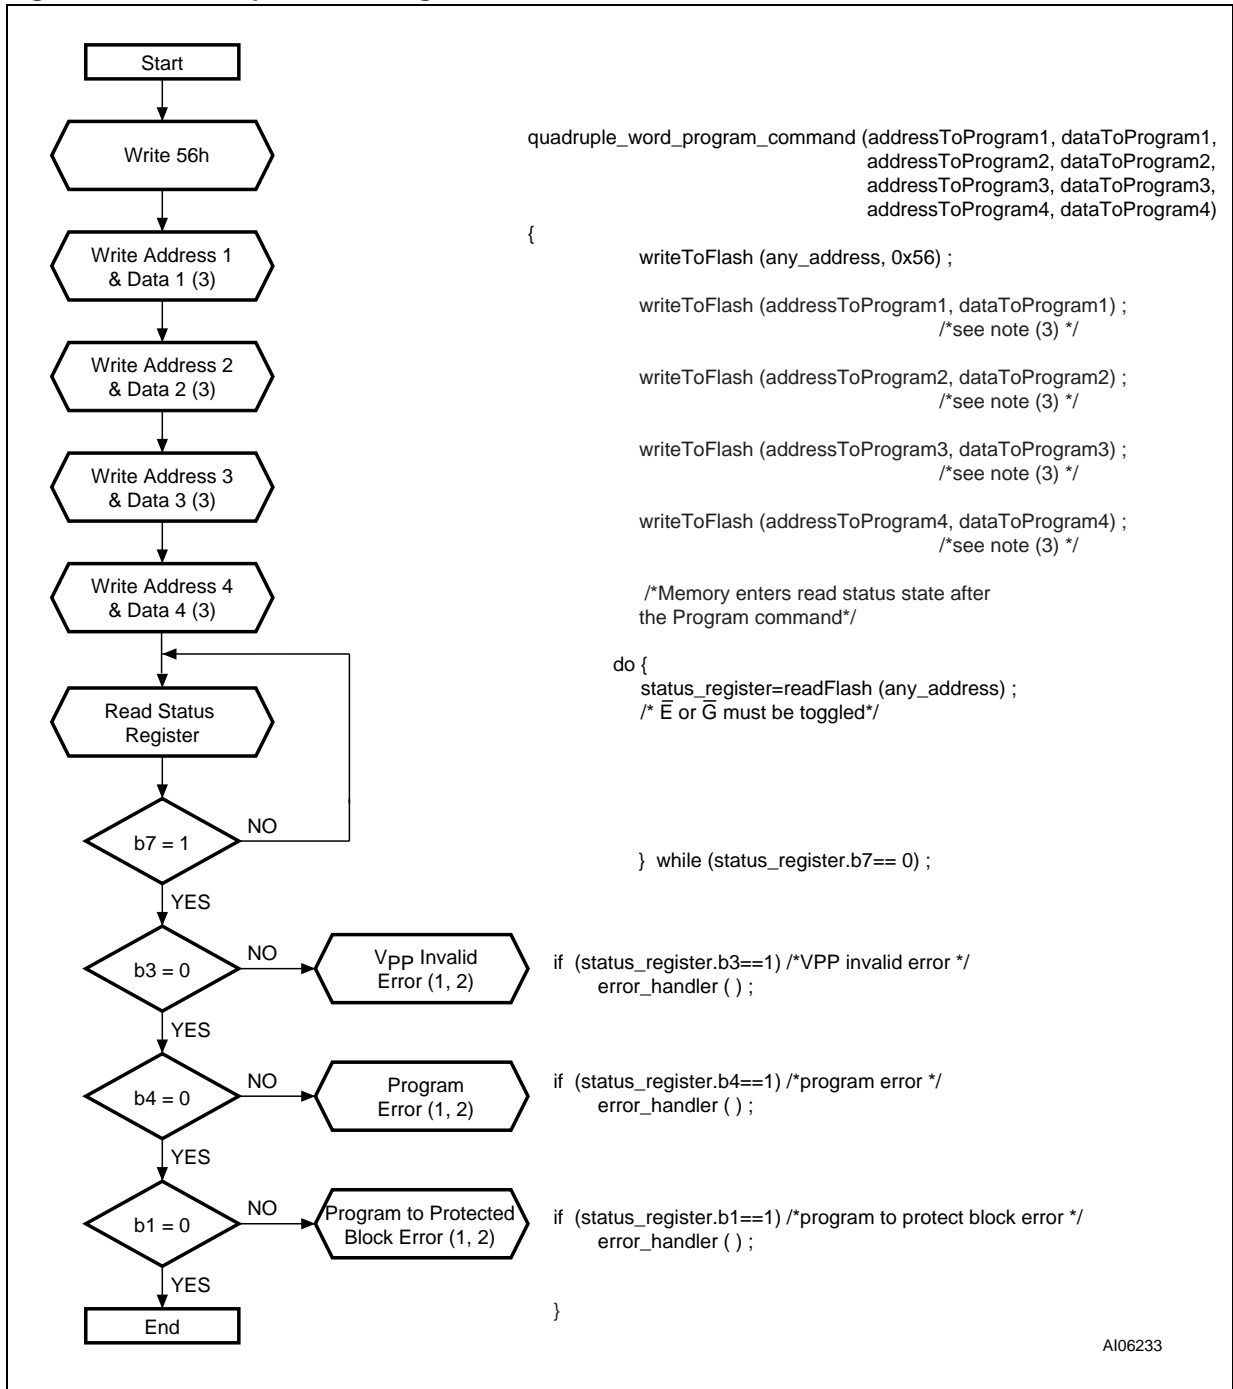 Start
Write 56h
Write Address 1
& Data 1 (3)
Write Address 2
& Data 2 (3)
Write Address 3
& Data 3 (3)
Write Address 4
& Data 4 (3)
Read Status
Register
b7 = 1
NO
YES
b3 = 0
NO
VPP Invalid
Error (1, 2)
YES
b4 = 0
NO
Program
Error (1, 2)
YES
b1 = 0
NO
Program to Protected
Block Error (1, 2)
YES
End
quadruple_word_program_command (addressToProgram1, dataToProgram1,
addressToProgram2, dataToProgram2,
addressToProgram3, dataToProgram3,
addressToProgram4, dataToProgram4)
{
writeToFlash (any_address, 0x56) ;
writeToFlash (addressToProgram1, dataToProgram1) ;
/*see note (3) */
writeToFlash (addressToProgram2, dataToProgram2) ;
/*see note (3) */
writeToFlash (addressToProgram3, dataToProgram3) ;
/*see note (3) */
writeToFlash (addressToProgram4, dataToProgram4) ;
/*see note (3) */
/*Memory enters read status state after
the Program command*/
do {
status_register=readFlash (any_address) ;
/* E̅ or G̅ must be toggled*/
} while (status_register.b7== 0) ;
if (status_register.b3==1) /*VPP invalid error */
error_handler ( ) ;
if (status_register.b4==1) /*program error */
error_handler ( ) ;
if (status_register.b1==1) /*program to protect block error */
error_handler ( ) ;
}
AI06233